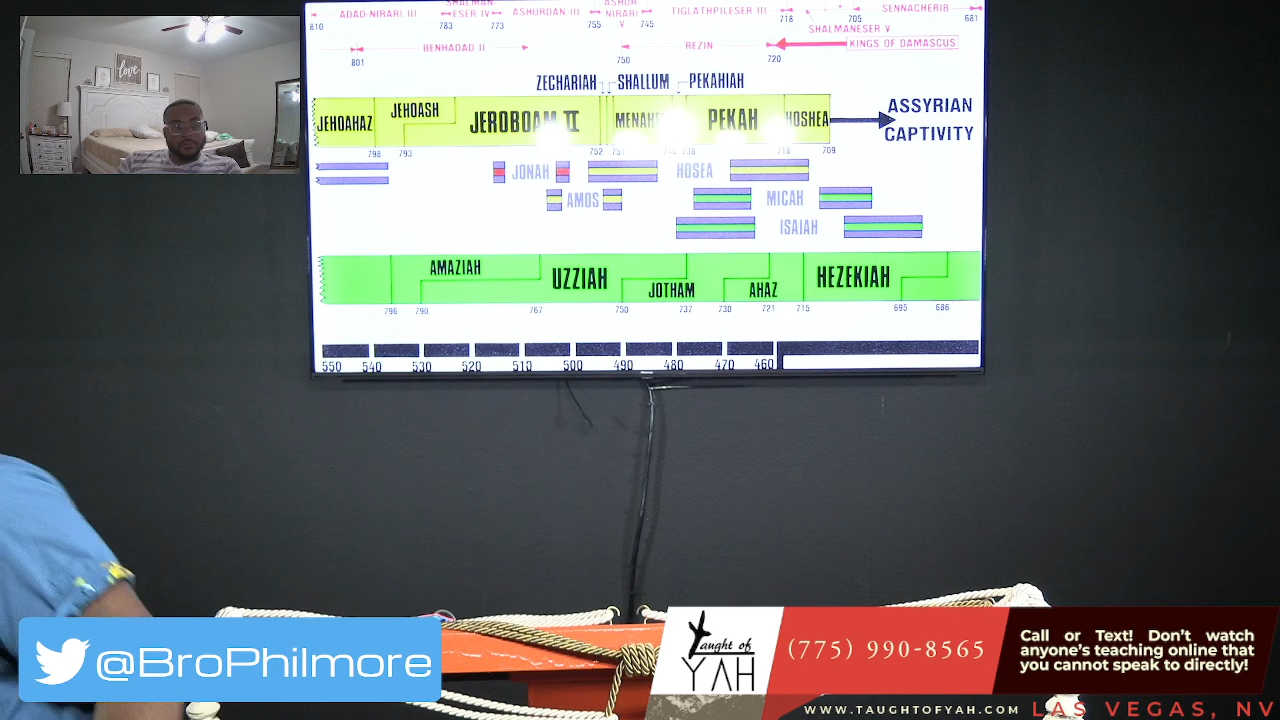 ADAD-NIRARI III
SHALMAN-
ESER IV
ASHURDAN III
ASHUR
NIRARI
V
TIGLATHPILESER III
SENNACHERIB
810
783
773
755
745
718
705
681
SHALMANESER V
BENHADAD II
REZIN
KINGS OF DAMASCUS
801
750
720
ZECHARIAH
SHALLUM
PEKAHIAH
JEHOAHAZ
JEHOASH
JEROBOAM II
PEKAH
HOSHEA
ASSYRIAN
CAPTIVITY
798
793
752
751
738
718
709
JONAH
HOSEA
AMOS
MICAH
ISAIAH
AMAZIAH
UZZIAH
JOTHAM
AHAZ
HEZEKIAH
796
790
767
750
737
730
721
715
695
686
550
540
530
520
510
500
490
480
470
460
love
@BroPhilmore
Taught of
YAH
(775) 990-8565
Call or Text! Don't watch
anyone's teaching online that
you cannot speak to directly!
WWW.TAUGHTOFYAH.COM
LAS VEGAS, NV